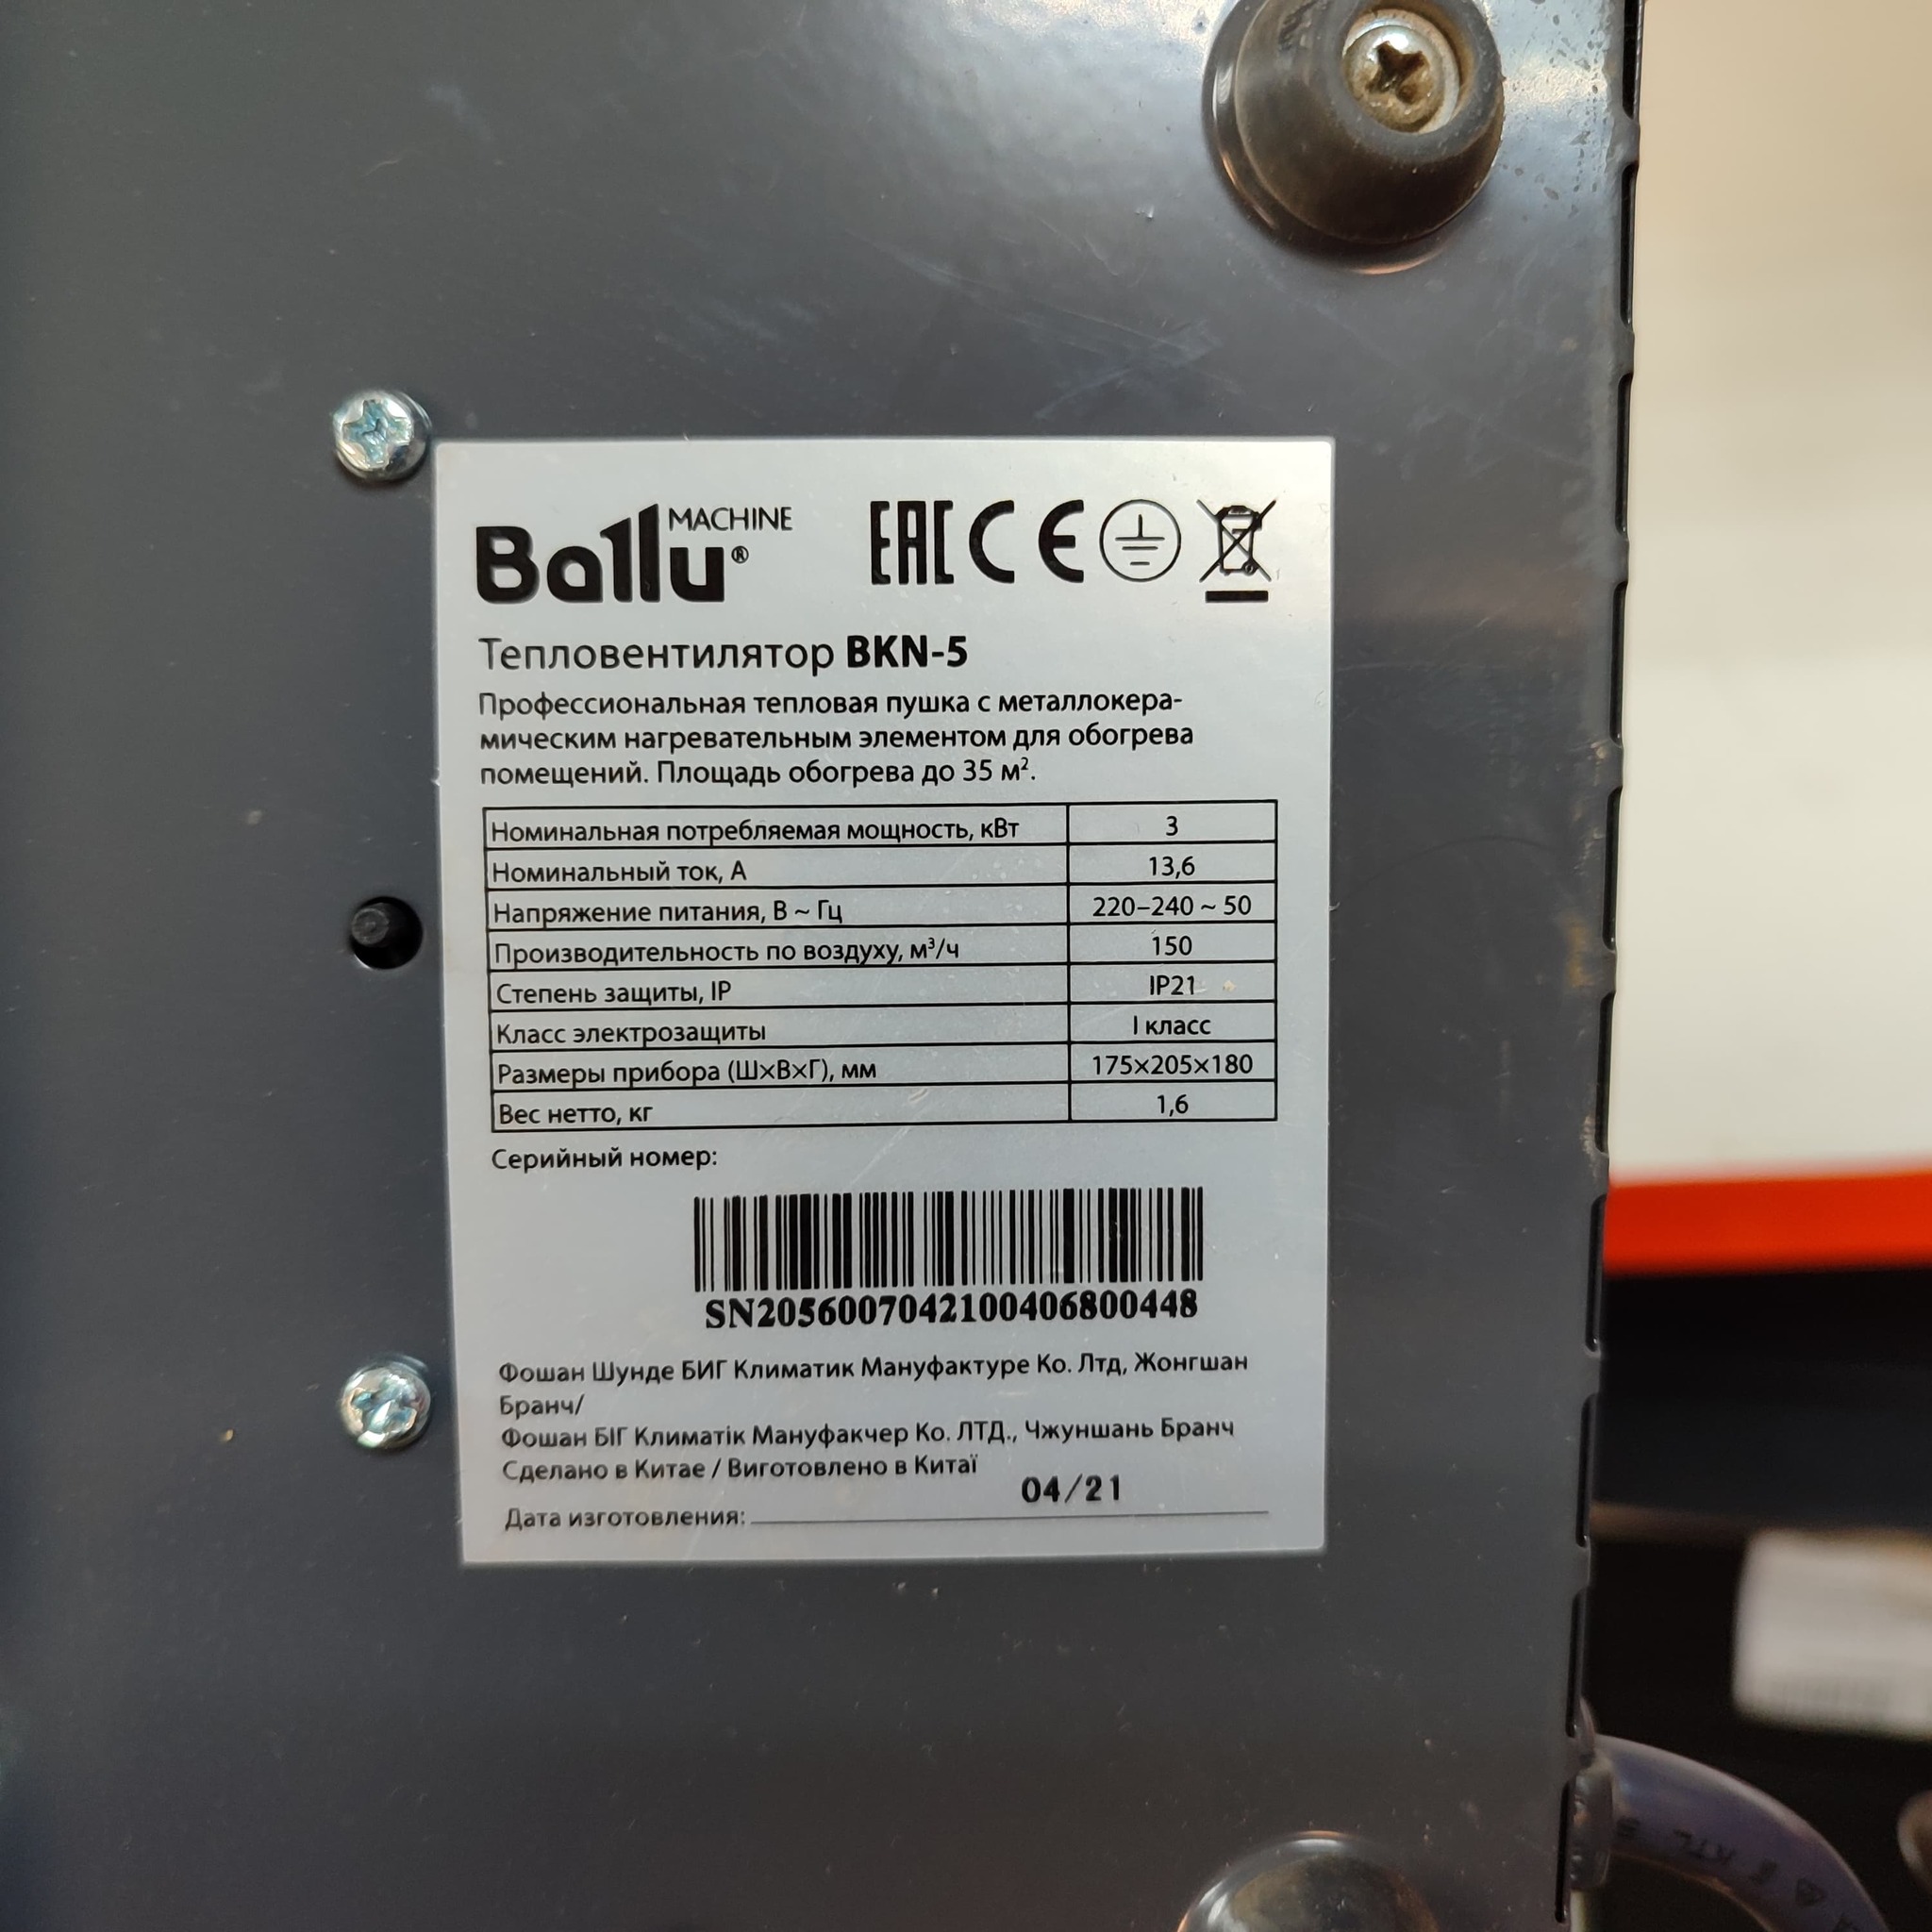 Ballu® MACHINE EAC CE
Тепловентилятор BKN-5
Профессиональная тепловая пушка с металлокера-
мическим нагревательным элементом для обогрева
помещений. Площадь обогрева до 35 м².
Номинальная потребляемая мощность, кВт 3
Номинальный ток, А 13,6
Напряжение питания, В ~ Гц 220–240 ~ 50
Производительность по воздуху, м³/ч 150
Степень защиты, IP IP21
Класс электрозащиты I класс
Размеры прибора (Ш×В×Г), мм 175×205×180
Вес нетто, кг 1,6
Серийный номер:
SN2056007042100406800448
Фошан Шунде БИГ Климатик Мануфактуре Ко. Лтд, Жонгшан
Бранч/
Фошан БІГ Климатік Мануфакчер Ко. ЛТД., Чжуншань Бранч
Сделано в Китае / Виготовлено в Китаї
04/21
Дата изготовления: